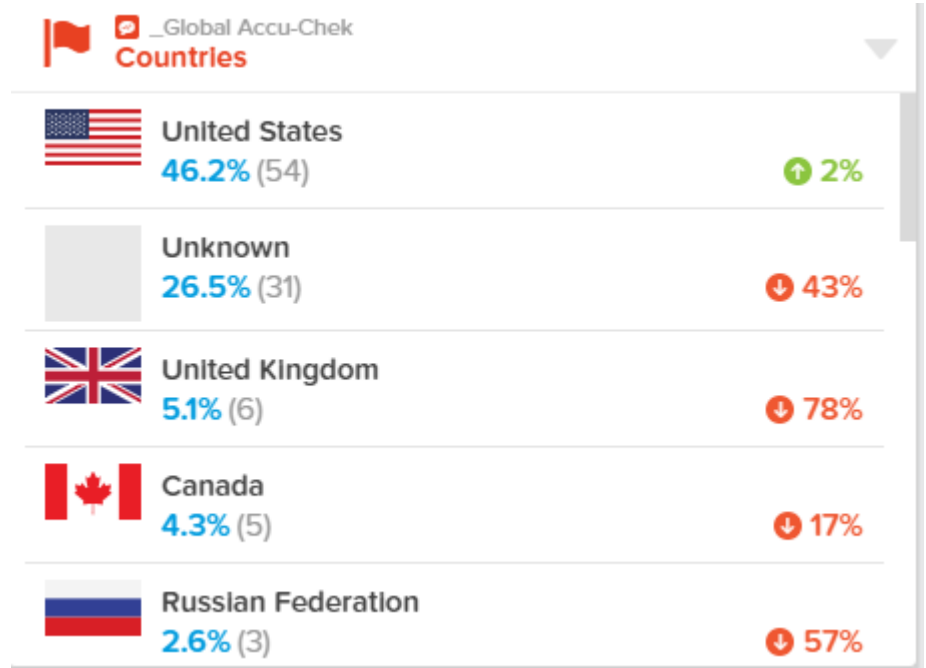 _Global Accu-Chek
Countries
United States
46.2% (54)
2%
Unknown
26.5% (31)
43%
United Kingdom
5.1% (6)
78%
Canada
4.3% (5)
17%
Russian Federation
2.6% (3)
57%